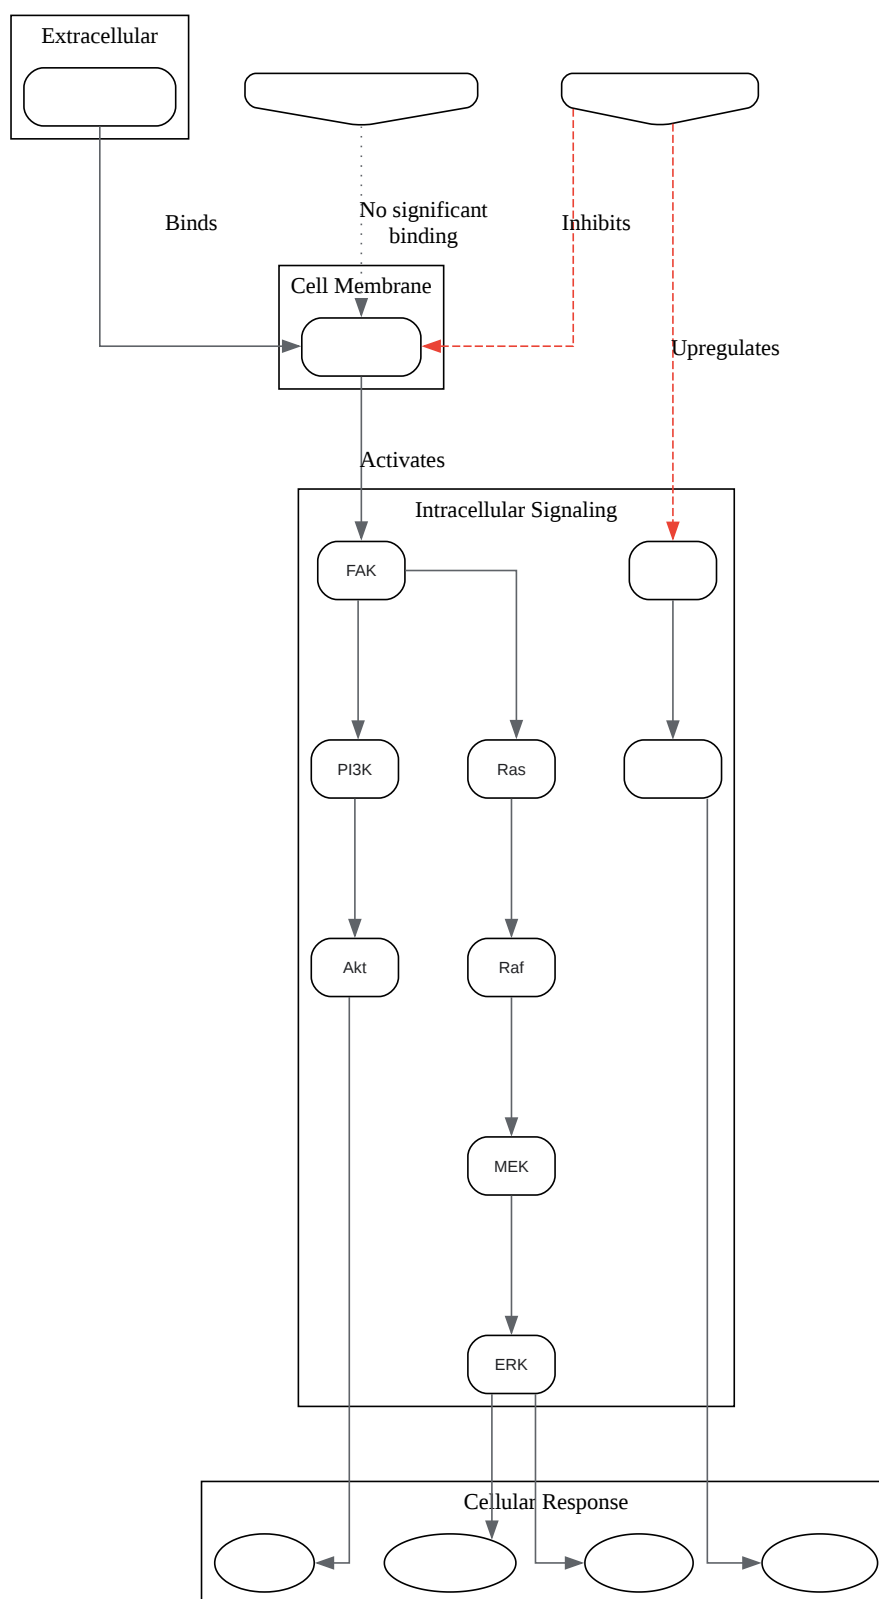 Extracellular
Binds
No significant
binding
Inhibits
Cell Membrane
Upregulates
Activates
Intracellular Signaling
FAK
PI3K
Ras
Akt
Raf
MEK
ERK
Cellular Response